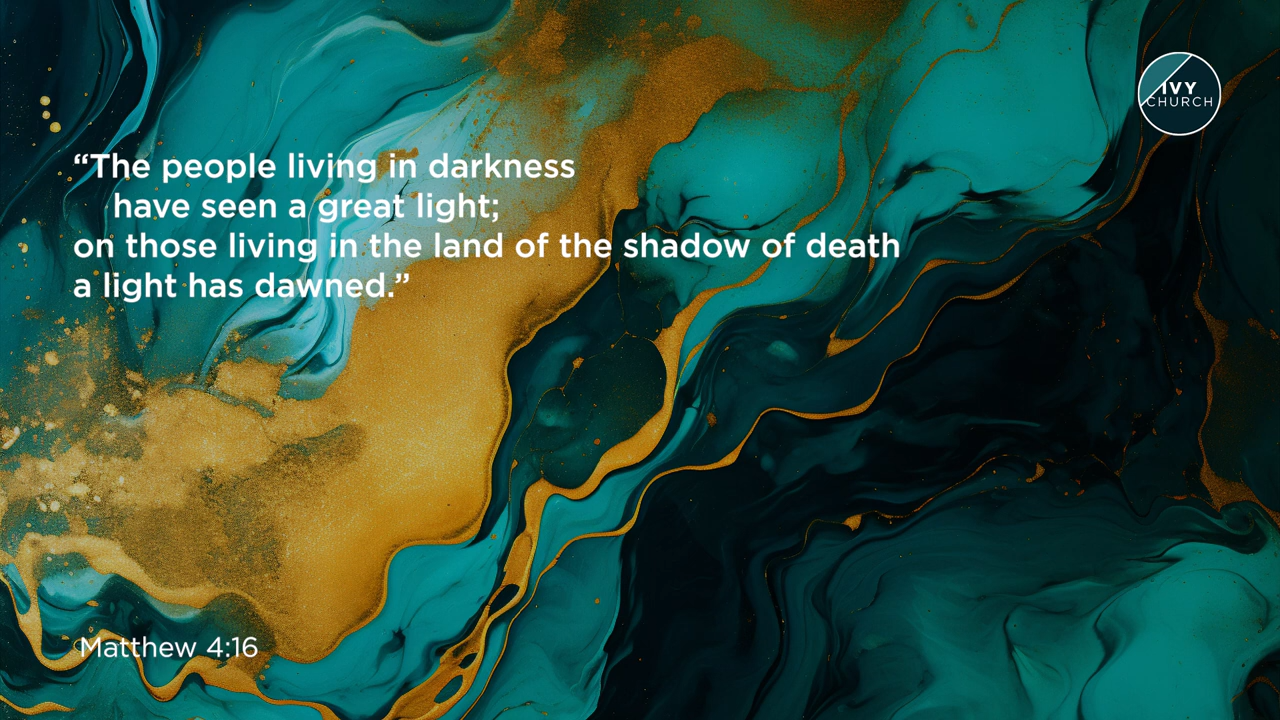 IVY
CHURCH
“The people living in darkness
have seen a great light;
on those living in the land of the shadow of death
a light has dawned.”
Matthew 4:16